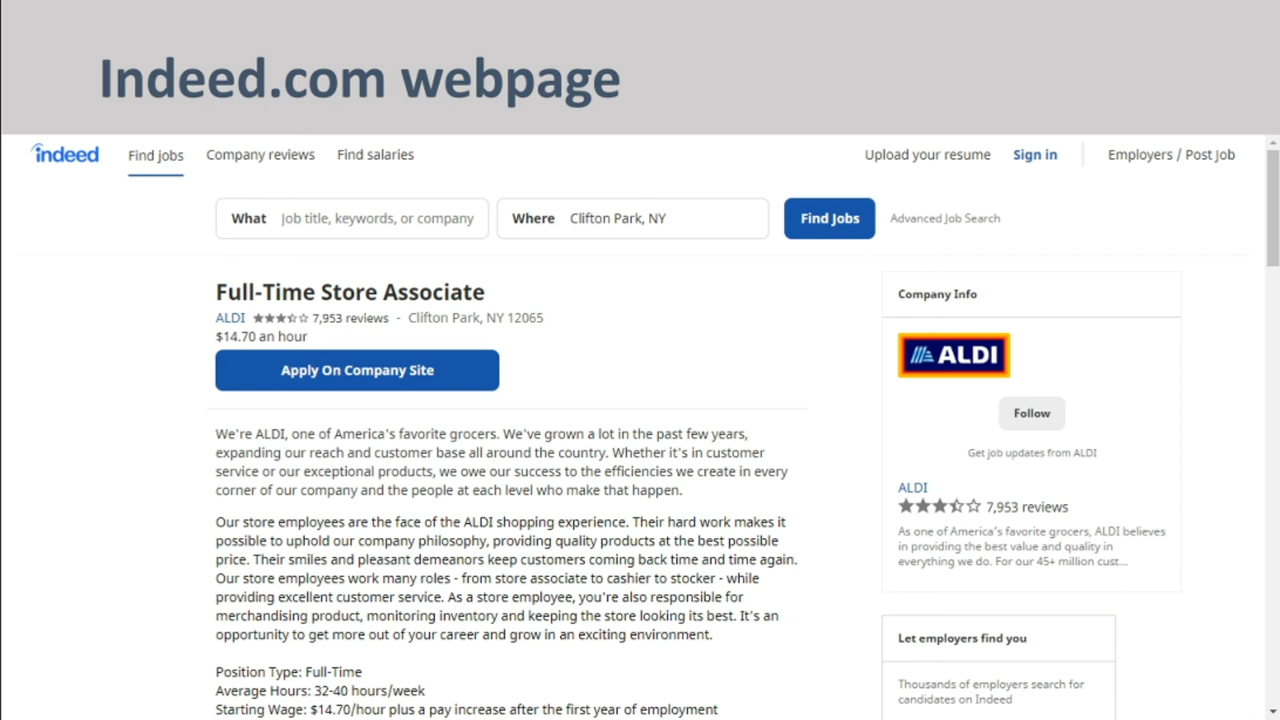 Indeed.com webpage
indeed Find jobs Company reviews Find salaries Upload your resume Sign in Employers / Post Job
What Job title, keywords, or company Where Clifton Park, NY Find Jobs Advanced Job Search
Full-Time Store Associate
ALDI 7,953 reviews - Clifton Park, NY 12065
$14.70 an hour
Apply On Company Site
We're ALDI, one of America's favorite grocers. We've grown a lot in the past few years,
expanding our reach and customer base all around the country. Whether it's in customer
service or our exceptional products, we owe our success to the efficiencies we create in every
corner of our company and the people at each level who make that happen.
Our store employees are the face of the ALDI shopping experience. Their hard work makes it
possible to uphold our company philosophy, providing quality products at the best possible
price. Their smiles and pleasant demeanors keep customers coming back time and time again.
Our store employees work many roles - from store associate to cashier to stocker - while
providing excellent customer service. As a store employee, you're also responsible for
merchandising product, monitoring inventory and keeping the store looking its best. It's an
opportunity to get more out of your career and grow in an exciting environment.
Position Type: Full-Time
Average Hours: 32-40 hours/week
Starting Wage: $14.70/hour plus a pay increase after the first year of employment
Company Info
ALDI
Follow
Get job updates from ALDI
ALDI
7,953 reviews
As one of America's favorite grocers, ALDI believes
in providing the best value and quality in
everything we do. For our 45+ million cust...
Let employers find you
Thousands of employers search for
candidates on Indeed